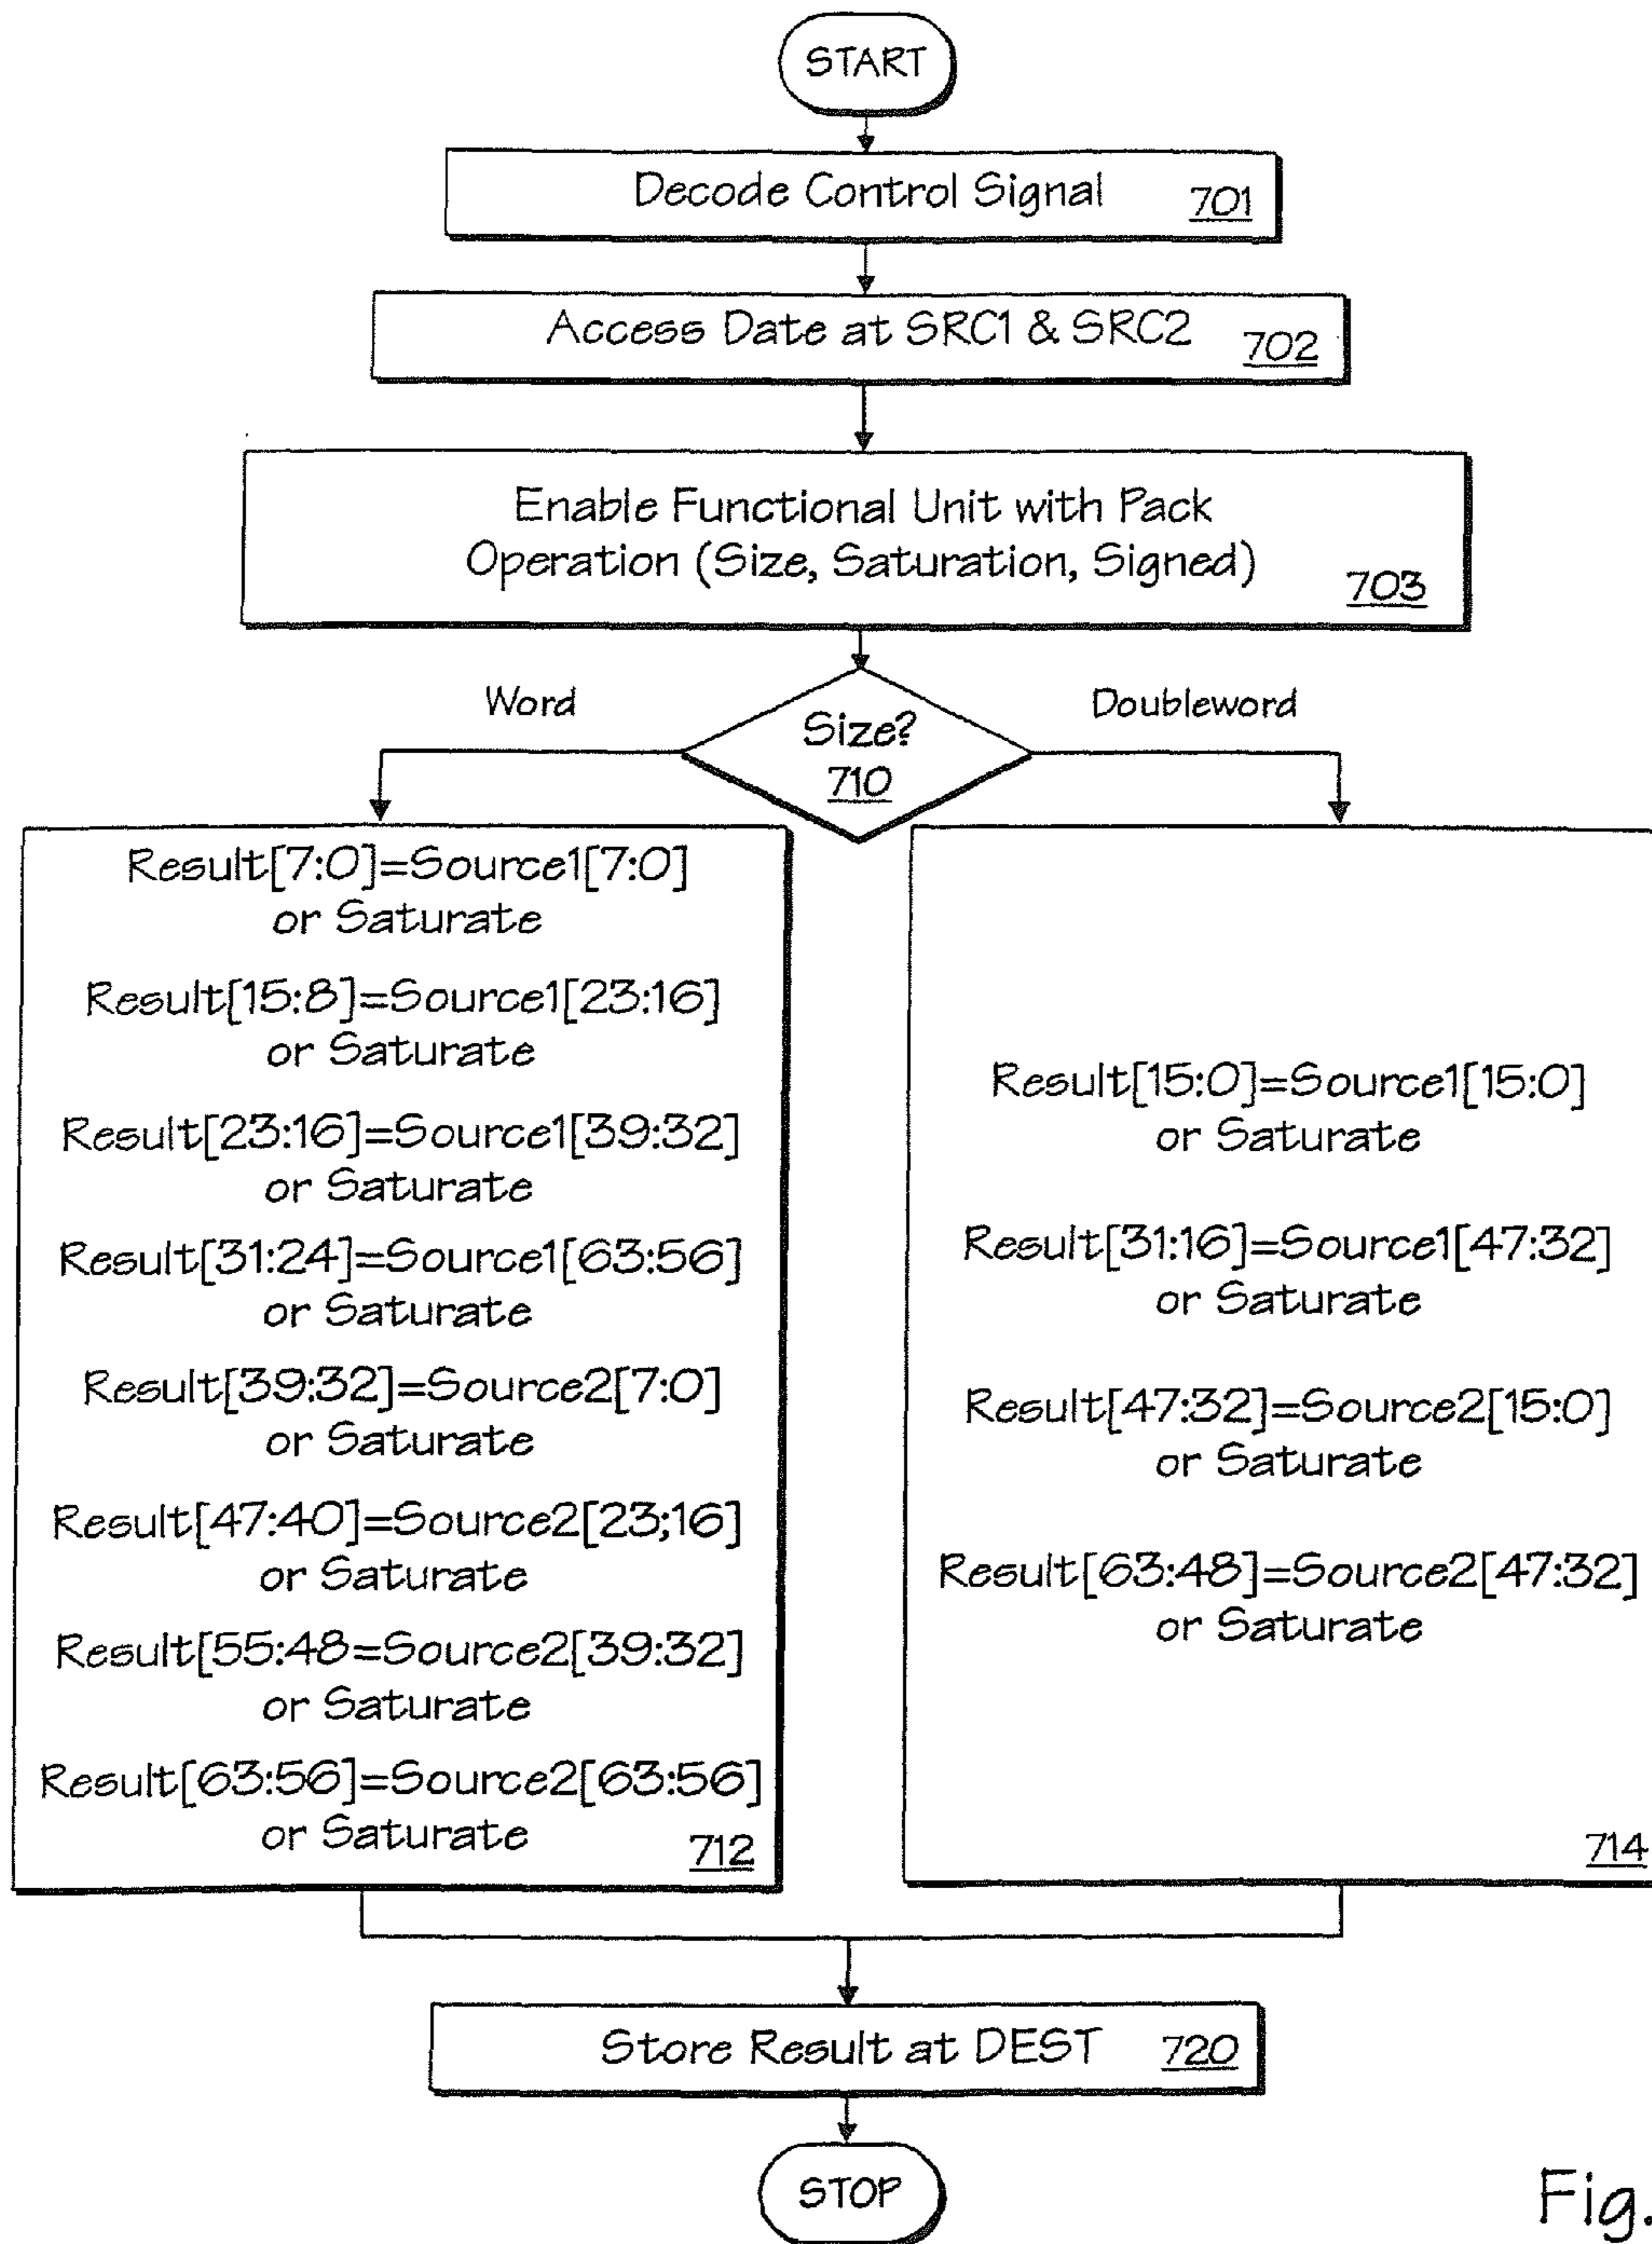 START
Decode Control Signal 701
Access Date at SRC1 & SRC2 702
Enable Functional Unit with Pack
Operation (Size, Saturation, Signed) 703
Word
Size?
710
Doubleword
Result[7:0]=Source1[7:0]
or Saturate
Result[15:8]=Source1[23:16]
or Saturate
Result[23:16]=Source1[39:32]
or Saturate
Result[31:24]=Source1[63:56]
or Saturate
Result[39:32]=Source2[7:0]
or Saturate
Result[47:40]=Source2[23;16]
or Saturate
Result[55:48=Source2[39:32]
or Saturate
Result[63:56]=Source2[63:56]
or Saturate
712
Result[15:0]=Source1[15:0]
or Saturate
Result[31:16]=Source1[47:32]
or Saturate
Result[47:32]=Source2[15:0]
or Saturate
Result[63:48]=Source2[47:32]
or Saturate
714
Store Result at DEST 720
STOP
Fig.